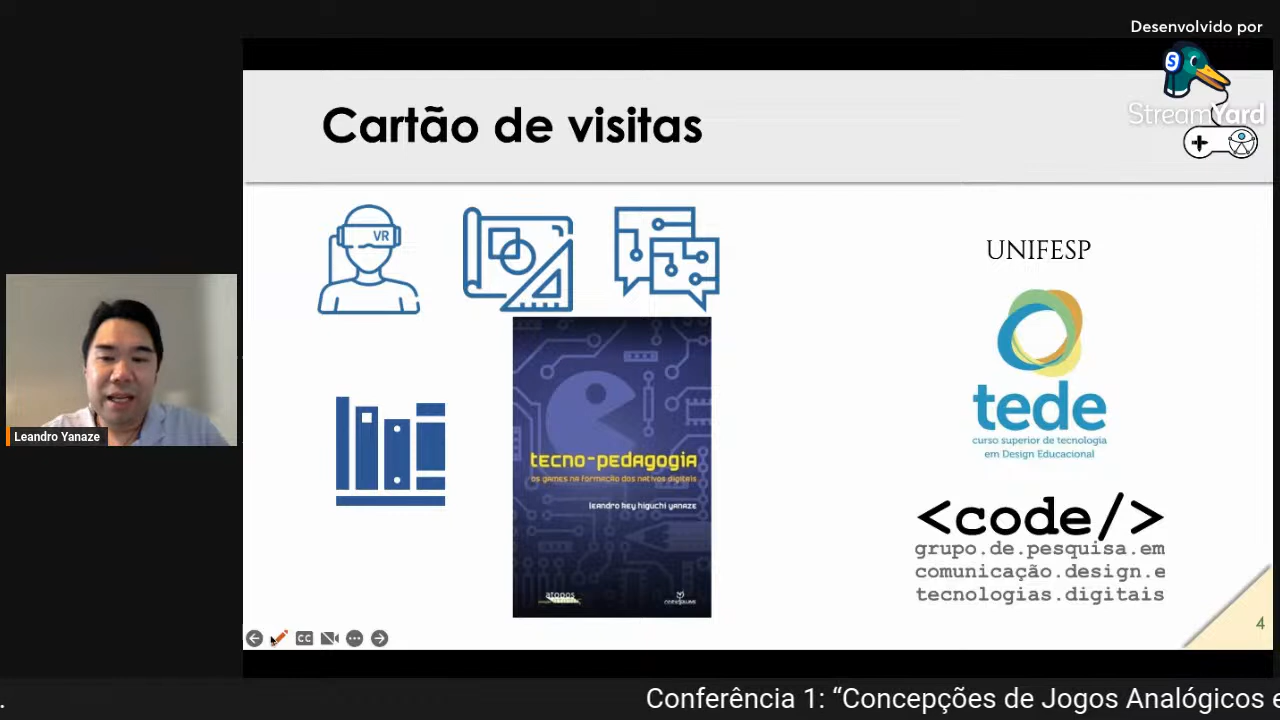 Desenvolvido por
StreamYard
S
Cartão de visitas
VR
UNIFESP
tede
curso superior de tecnologia
em Design Educacional
tecno-pedagogia
os games na formação dos nativos digitais
leandro key higuchi yanaze
atopos
<code/>
grupo.de.pesquisa.em
comunicação.design.e
tecnologias.digitais
Leandro Yanaze
CC
4
.
Conferência 1: “Concepções de Jogos Analógicos e